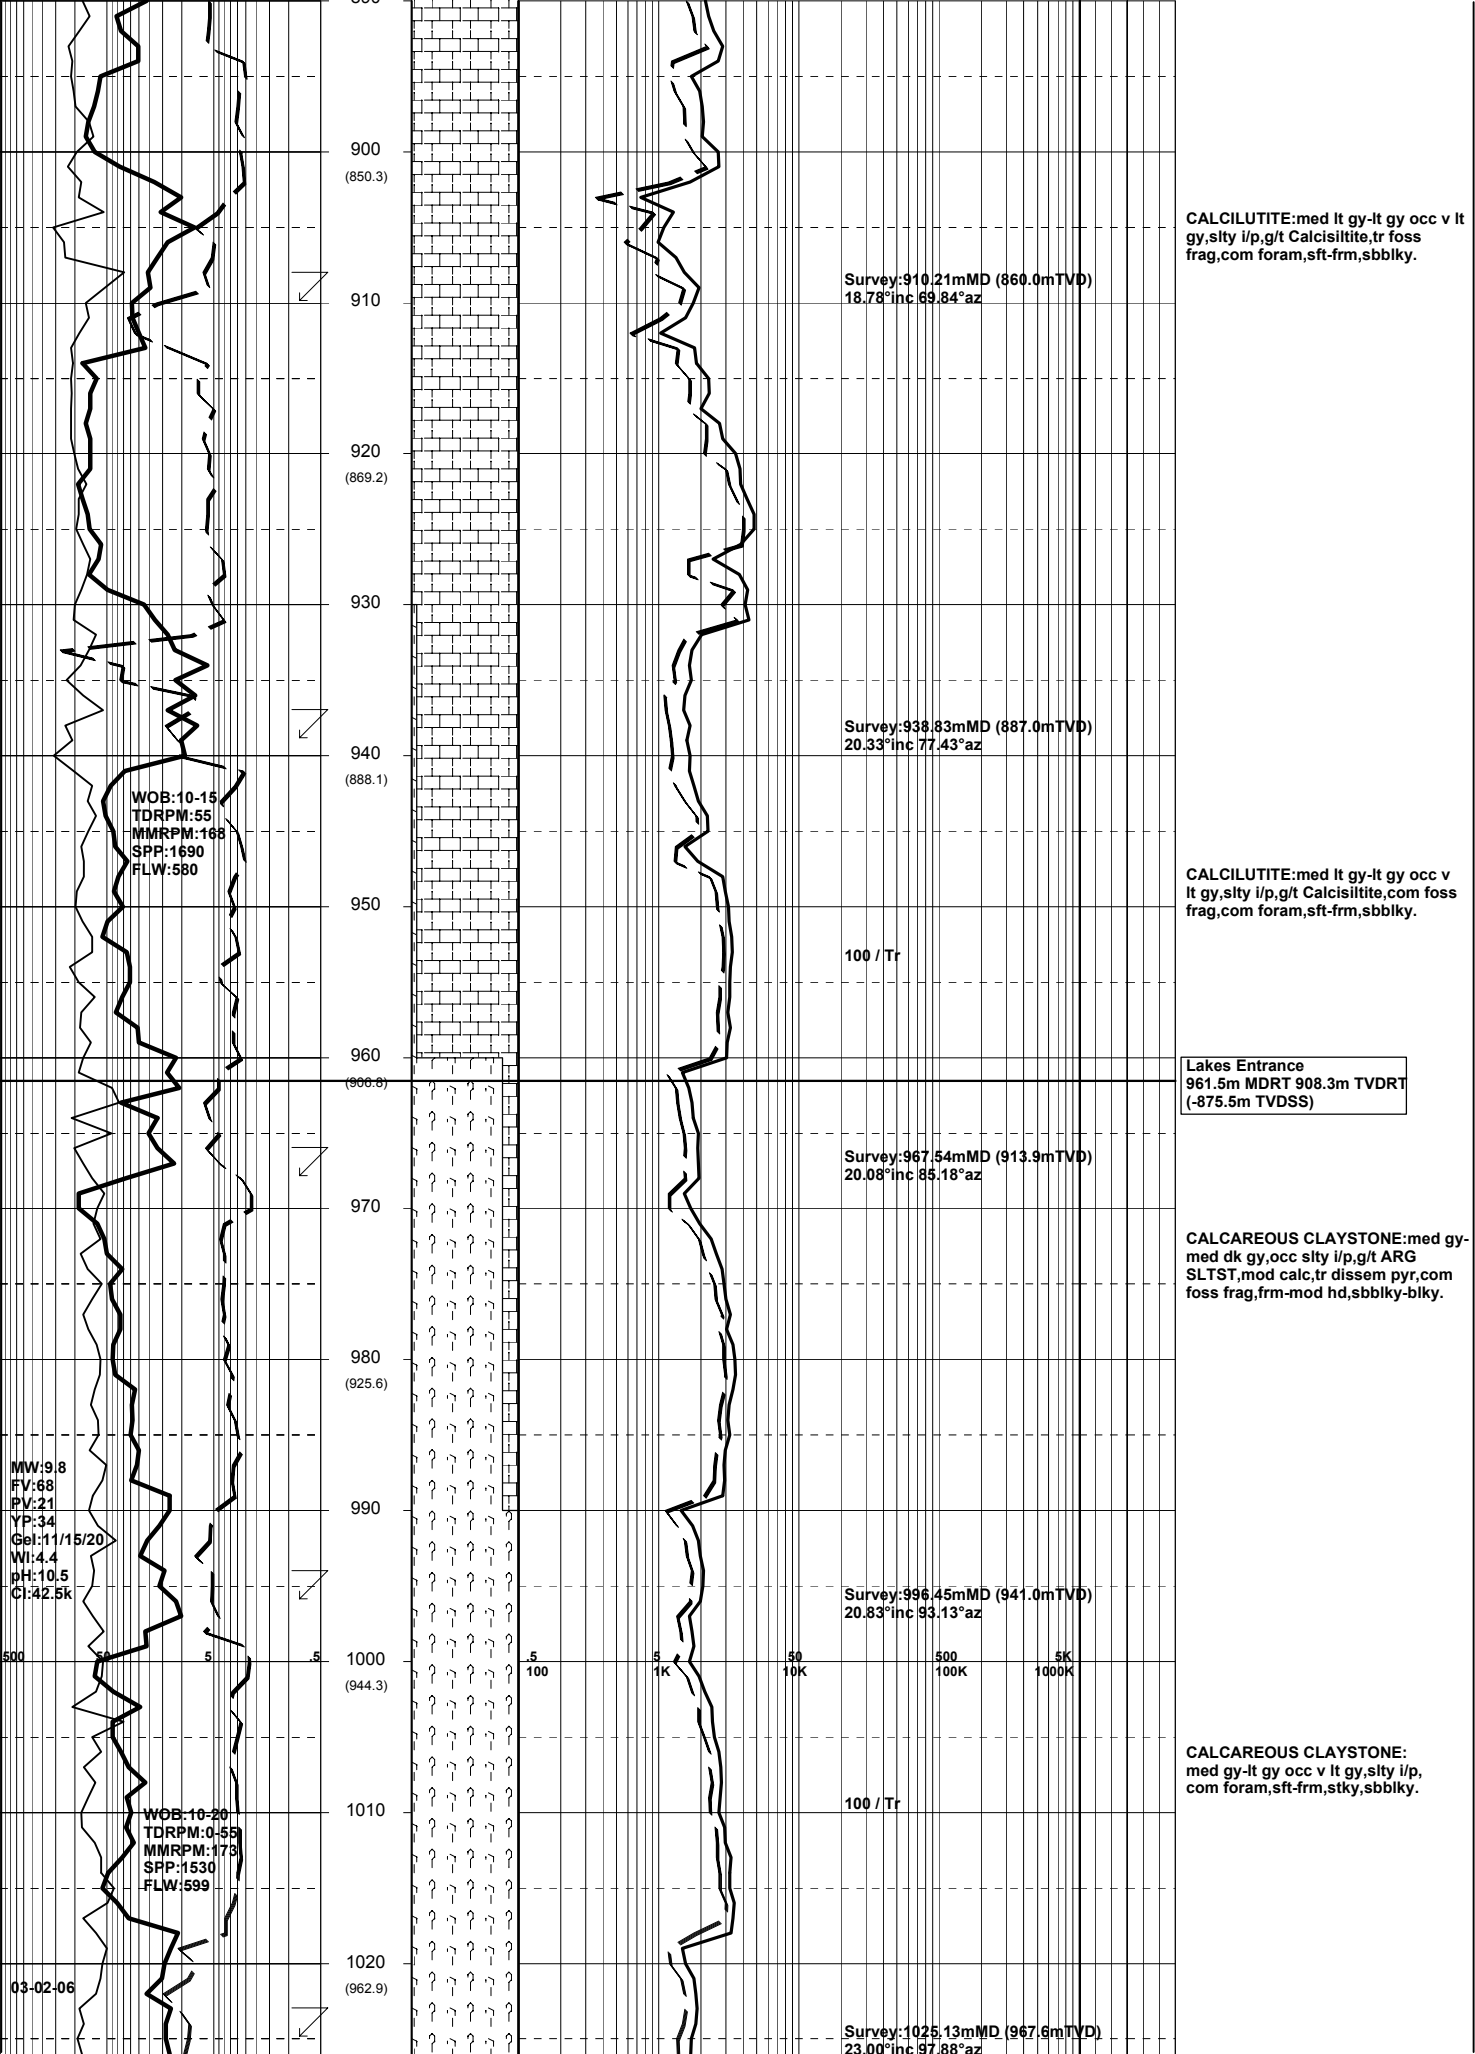 900
(850.3)
CALCILUTITE:med lt gy-lt gy occ v lt
gy,slty i/p,g/t Calcisiltite,tr foss
frag,com foram,sft-frm,sbblky.
Survey:910.21mMD (860.0mTVD)
18.78°inc 69.84°az
910
920
(869.2)
930
Survey:938.83mMD (887.0mTVD)
20.33°inc 77.43°az
940
(888.1)
WOB:10-15
TDRPM:55
MMRPM:168
SPP:1690
FLW:580
CALCILUTITE:med lt gy-lt gy occ v
lt gy,slty i/p,g/t Calcisiltite,com foss
frag,com foram,sft-frm,sbblky.
950
100 / Tr
960
(906.8)
Lakes Entrance
961.5m MDRT 908.3m TVDRT
(-875.5m TVDSS)
Survey:967.54mMD (913.9mTVD)
20.08°inc 85.18°az
970
CALCAREOUS CLAYSTONE:med gy-
med dk gy,occ slty i/p,g/t ARG
SLTST,mod calc,tr dissem pyr,com
foss frag,frm-mod hd,sbblky-blky.
980
(925.6)
MW:9.8
FV:68
PV:21
YP:34
Gel:11/15/20
Wl:4.4
pH:10.5
Cl:42.5k
990
Survey:996.45mMD (941.0mTVD)
20.83°inc 93.13°az
500 50 5 .5 1000 .5 5 50 500 5K
100 1K 10K 100K 1000K
(944.3)
CALCAREOUS CLAYSTONE:
med gy-lt gy occ v lt gy,slty i/p,
com foram,sft-frm,stky,sbblky.
100 / Tr
1010
WOB:10-20
TDRPM:0-55
MMRPM:173
SPP:1530
FLW:599
1020
(962.9)
03-02-06
Survey:1025.13mMD (967.6mTVD)
23.00°inc 97.88°az